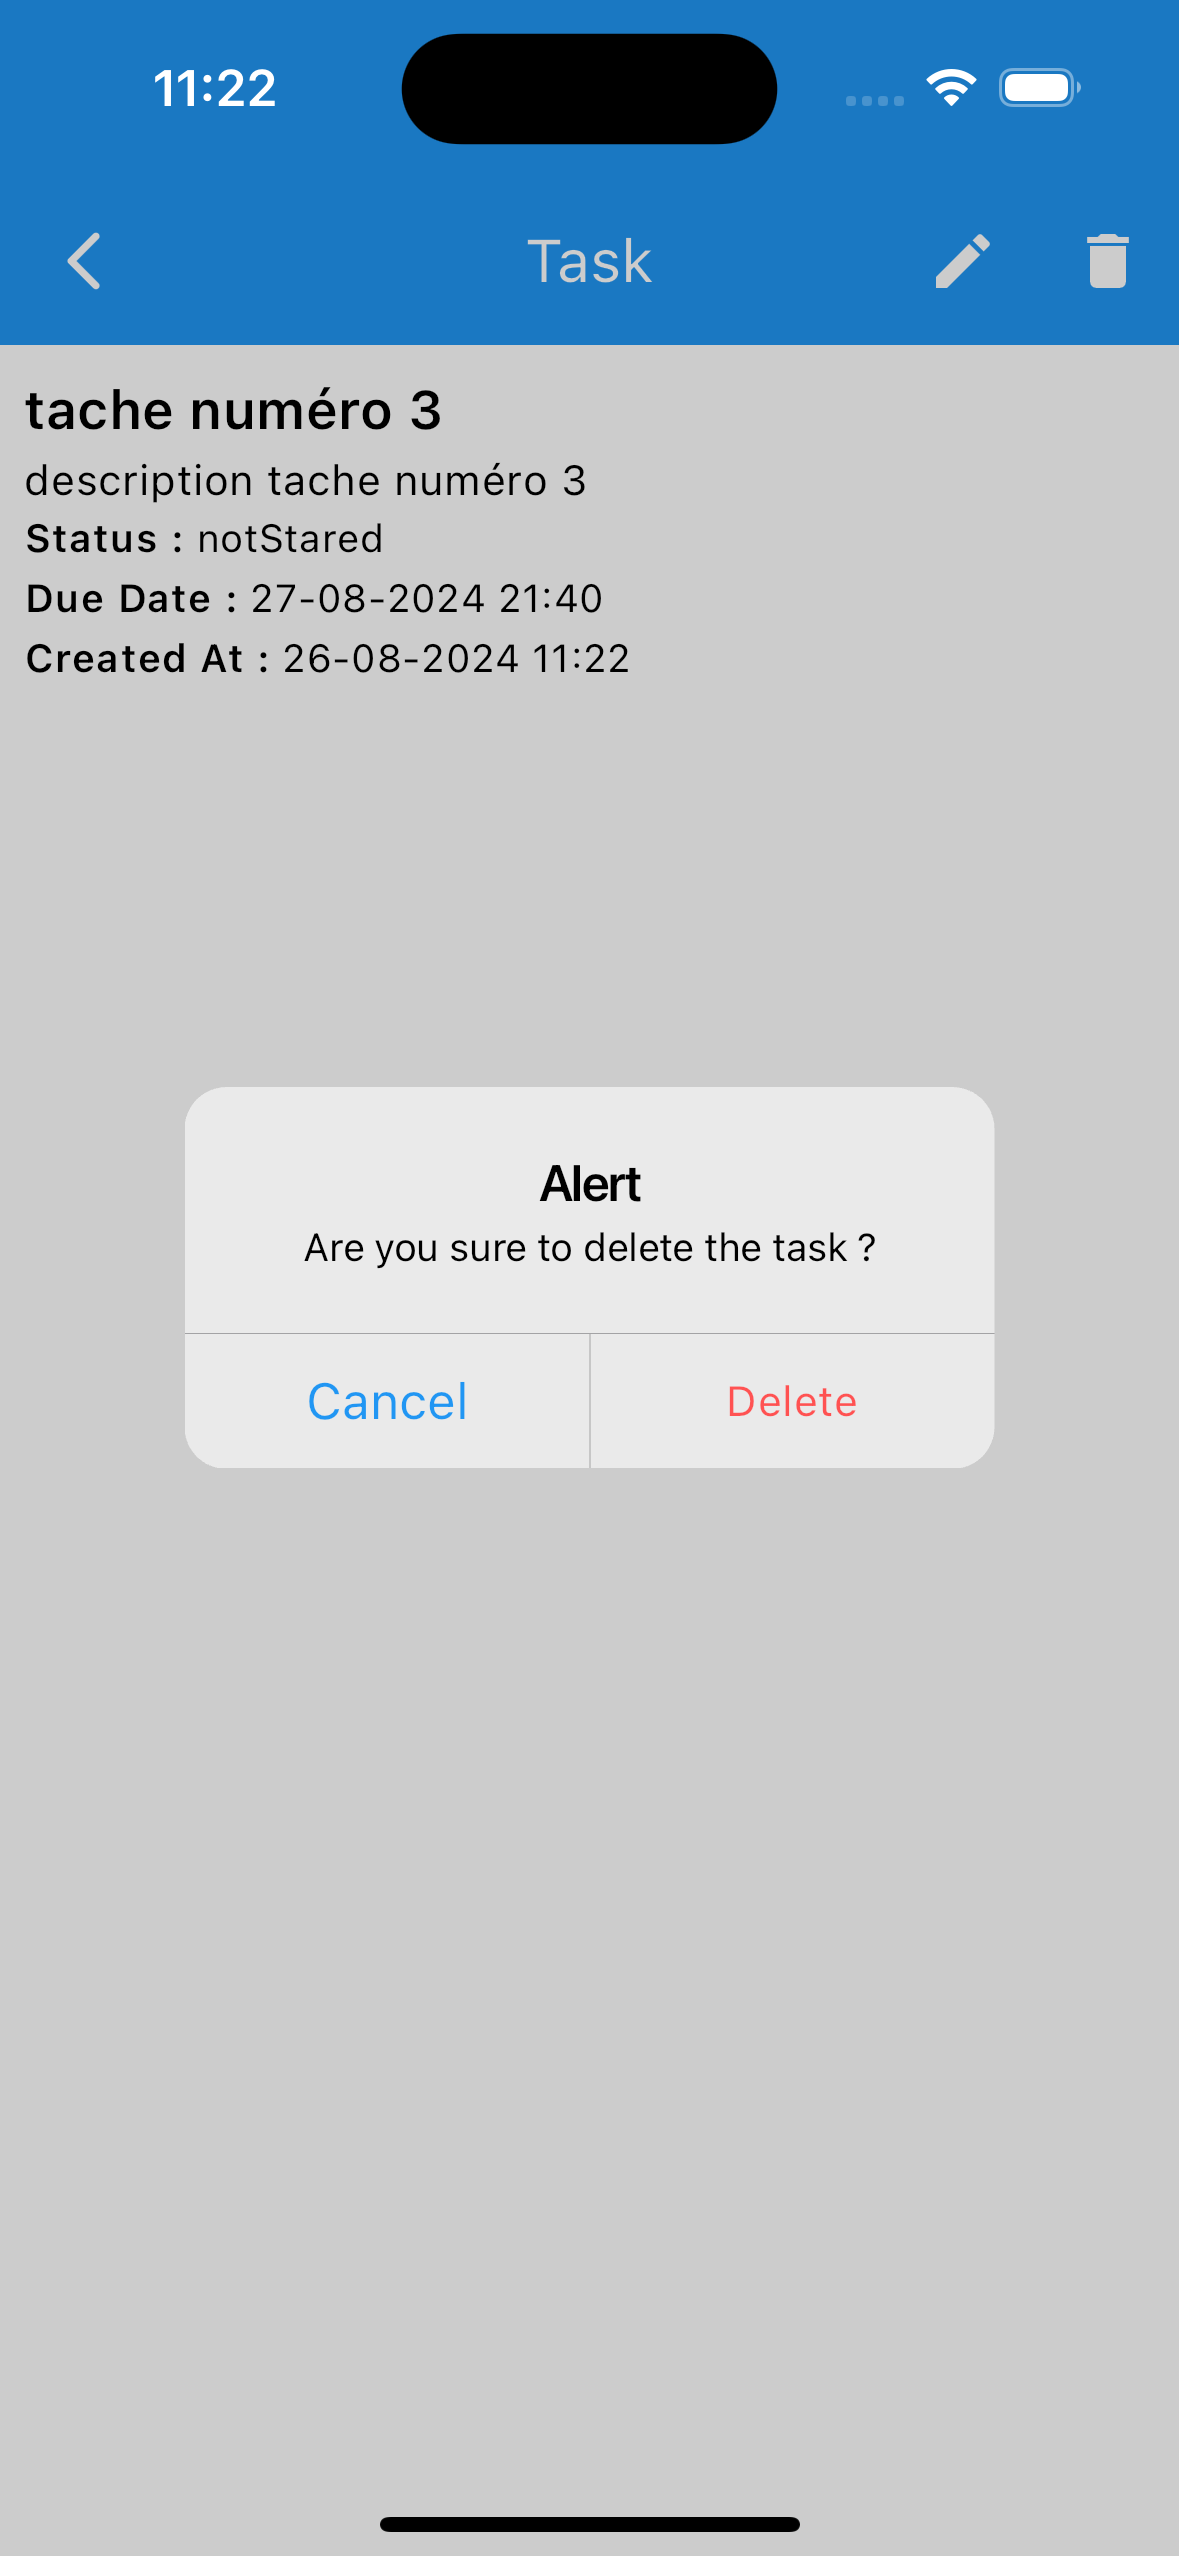 11:22
Task
tache numéro 3
description tache numéro 3
Status : notStared
Due Date : 27-08-2024 21:40
Created At : 26-08-2024 11:22
Alert
Are you sure to delete the task ?
Cancel
Delete